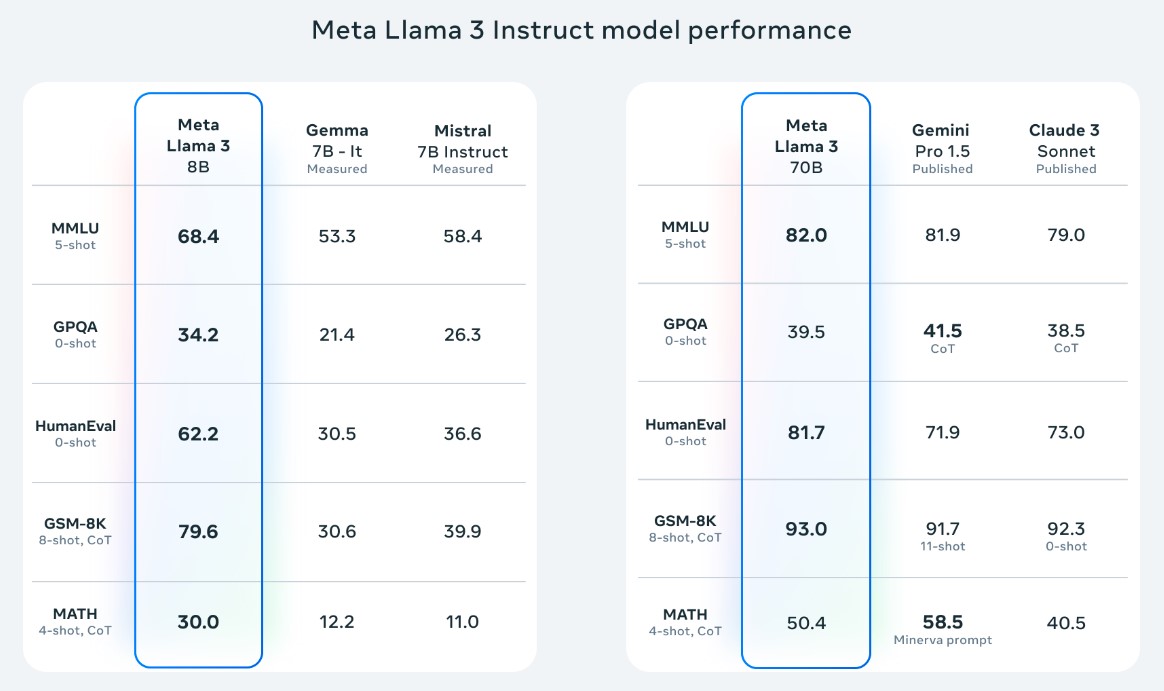 Meta Llama 3 Instruct model performance
Meta
Llama 3
8B
Gemma
7B - It
Measured
Mistral
7B Instruct
Measured
MMLU
5-shot
68.4
53.3
58.4
GPQA
0-shot
34.2
21.4
26.3
HumanEval
0-shot
62.2
30.5
36.6
GSM-8K
8-shot, CoT
79.6
30.6
39.9
MATH
4-shot, CoT
30.0
12.2
11.0
Meta
Llama 3
70B
Gemini
Pro 1.5
Published
Claude 3
Sonnet
Published
MMLU
5-shot
82.0
81.9
79.0
GPQA
0-shot
39.5
41.5
CoT
38.5
CoT
HumanEval
0-shot
81.7
71.9
73.0
GSM-8K
8-shot, CoT
93.0
91.7
11-shot
92.3
0-shot
MATH
4-shot, CoT
50.4
58.5
Minerva prompt
40.5